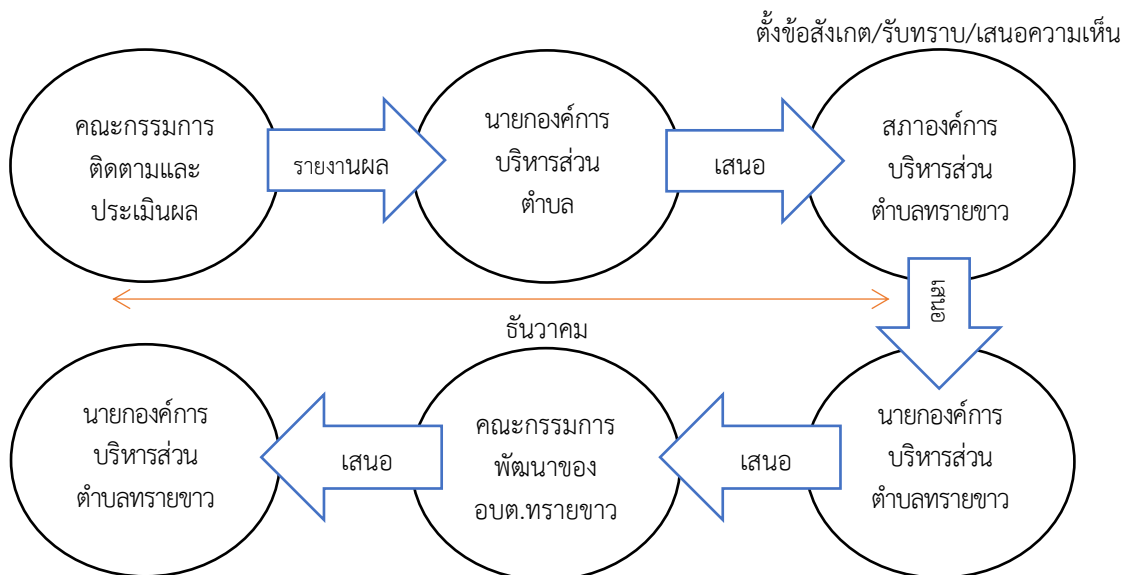 ตั้งข้อสังเกต/รับทราบ/เสนอความเห็น
คณะกรรมการ
ติดตามและ
ประเมินผล
รายงานผล
นายกองค์การ
บริหารส่วน
ตำบล
เสนอ
สภาองค์การ
บริหารส่วน
ตำบลทรายขาว
เสนอ
ธันวาคม
นายกองค์การ
บริหารส่วน
ตำบลทรายขาว
เสนอ
คณะกรรมการ
พัฒนาของ
อบต.ทรายขาว
เสนอ
นายกองค์การ
บริหารส่วน
ตำบลทรายขาว